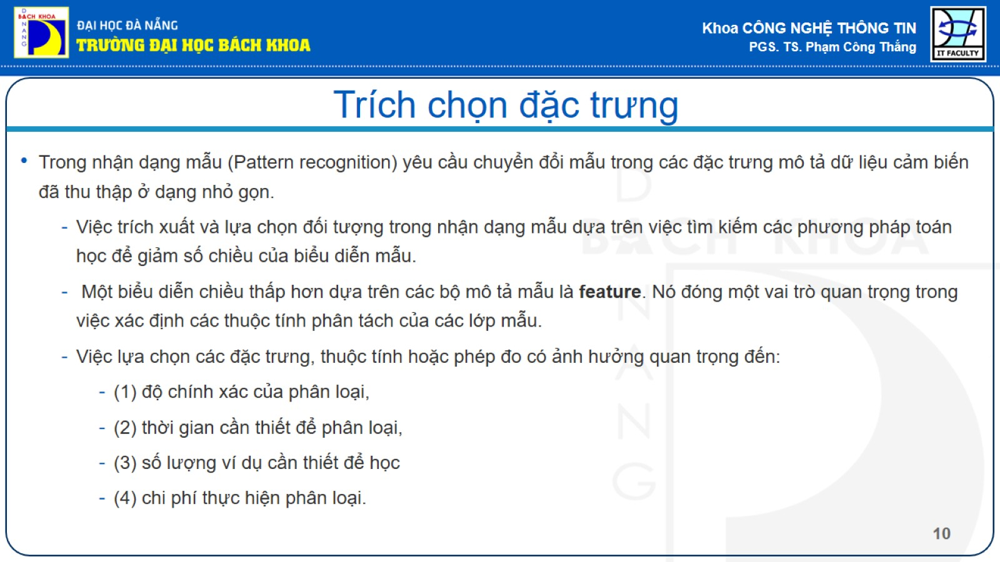 ĐẠI HỌC ĐÀ NẴNG
TRƯỜNG ĐẠI HỌC BÁCH KHOA
BÁCH KHOA
DA NANG
Khoa CÔNG NGHỆ THÔNG TIN
PGS. TS. Phạm Công Thắng
IT FACULTY
Trích chọn đặc trưng
• Trong nhận dạng mẫu (Pattern recognition) yêu cầu chuyển đổi mẫu trong các đặc trưng mô tả dữ liệu cảm biến
đã thu thập ở dạng nhỏ gọn.
- Việc trích xuất và lựa chọn đối tượng trong nhận dạng mẫu dựa trên việc tìm kiếm các phương pháp toán
học để giảm số chiều của biểu diễn mẫu.
- Một biểu diễn chiều thấp hơn dựa trên các bộ mô tả mẫu là feature. Nó đóng một vai trò quan trọng trong
việc xác định các thuộc tính phân tách của các lớp mẫu.
- Việc lựa chọn các đặc trưng, thuộc tính hoặc phép đo có ảnh hưởng quan trọng đến:
- (1) độ chính xác của phân loại,
- (2) thời gian cần thiết để phân loại,
- (3) số lượng ví dụ cần thiết để học
- (4) chi phí thực hiện phân loại.
BACH KHOA
DA NANG
10